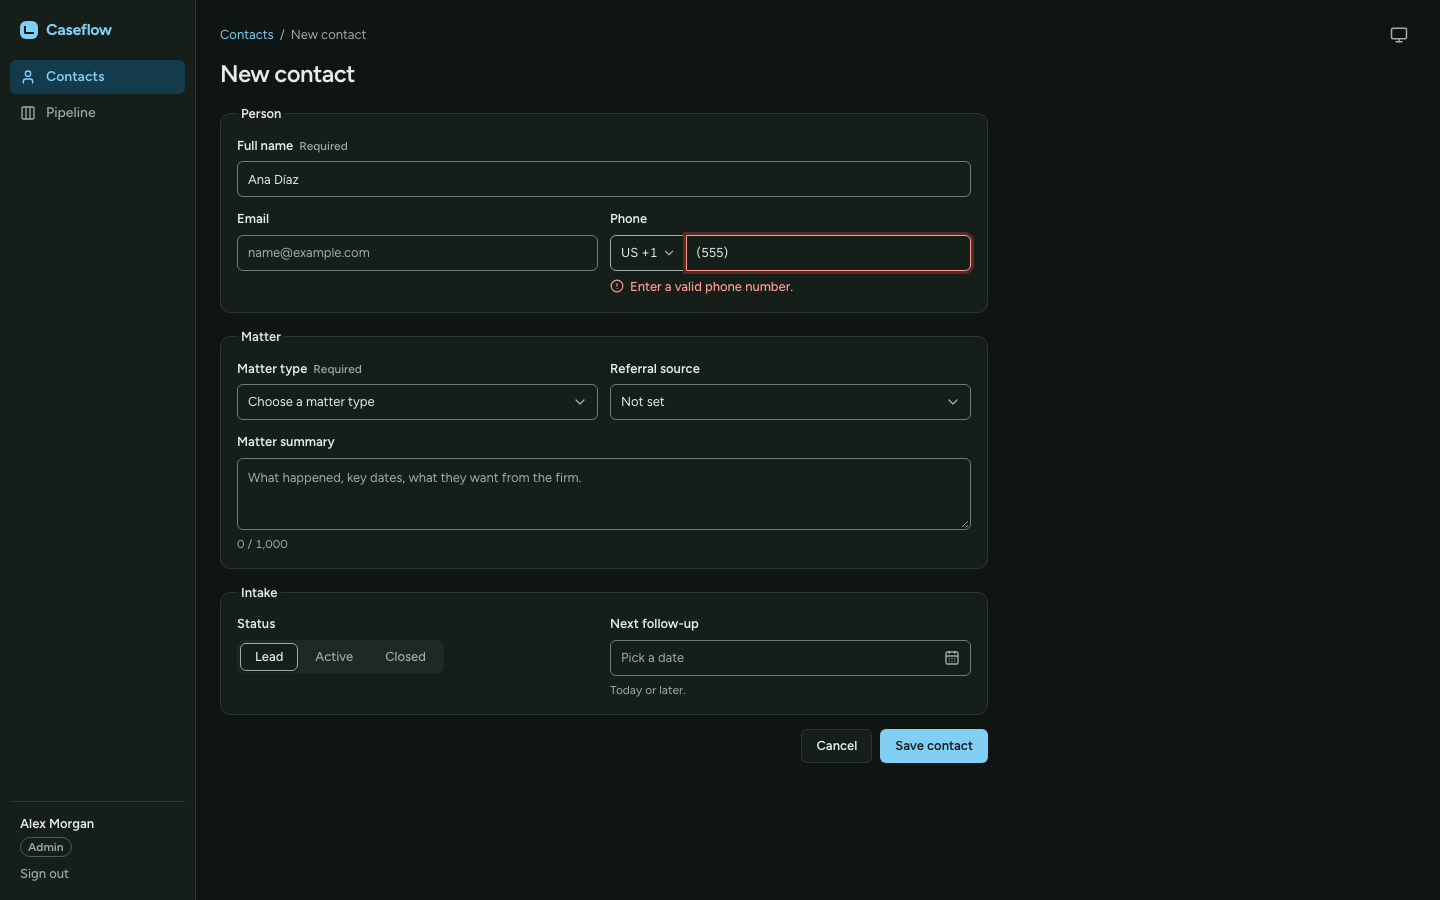 Caseflow
Contacts
Pipeline
Contacts / New contact
New contact
Person
Full name Required
Ana Díaz
Email
name@example.com
Phone
US +1
(555)
Enter a valid phone number.
Matter
Matter type Required
Choose a matter type
Referral source
Not set
Matter summary
What happened, key dates, what they want from the firm.
0 / 1,000
Intake
Status
Lead Active Closed
Next follow-up
Pick a date
Today or later.
Cancel Save contact
Alex Morgan
Admin
Sign out